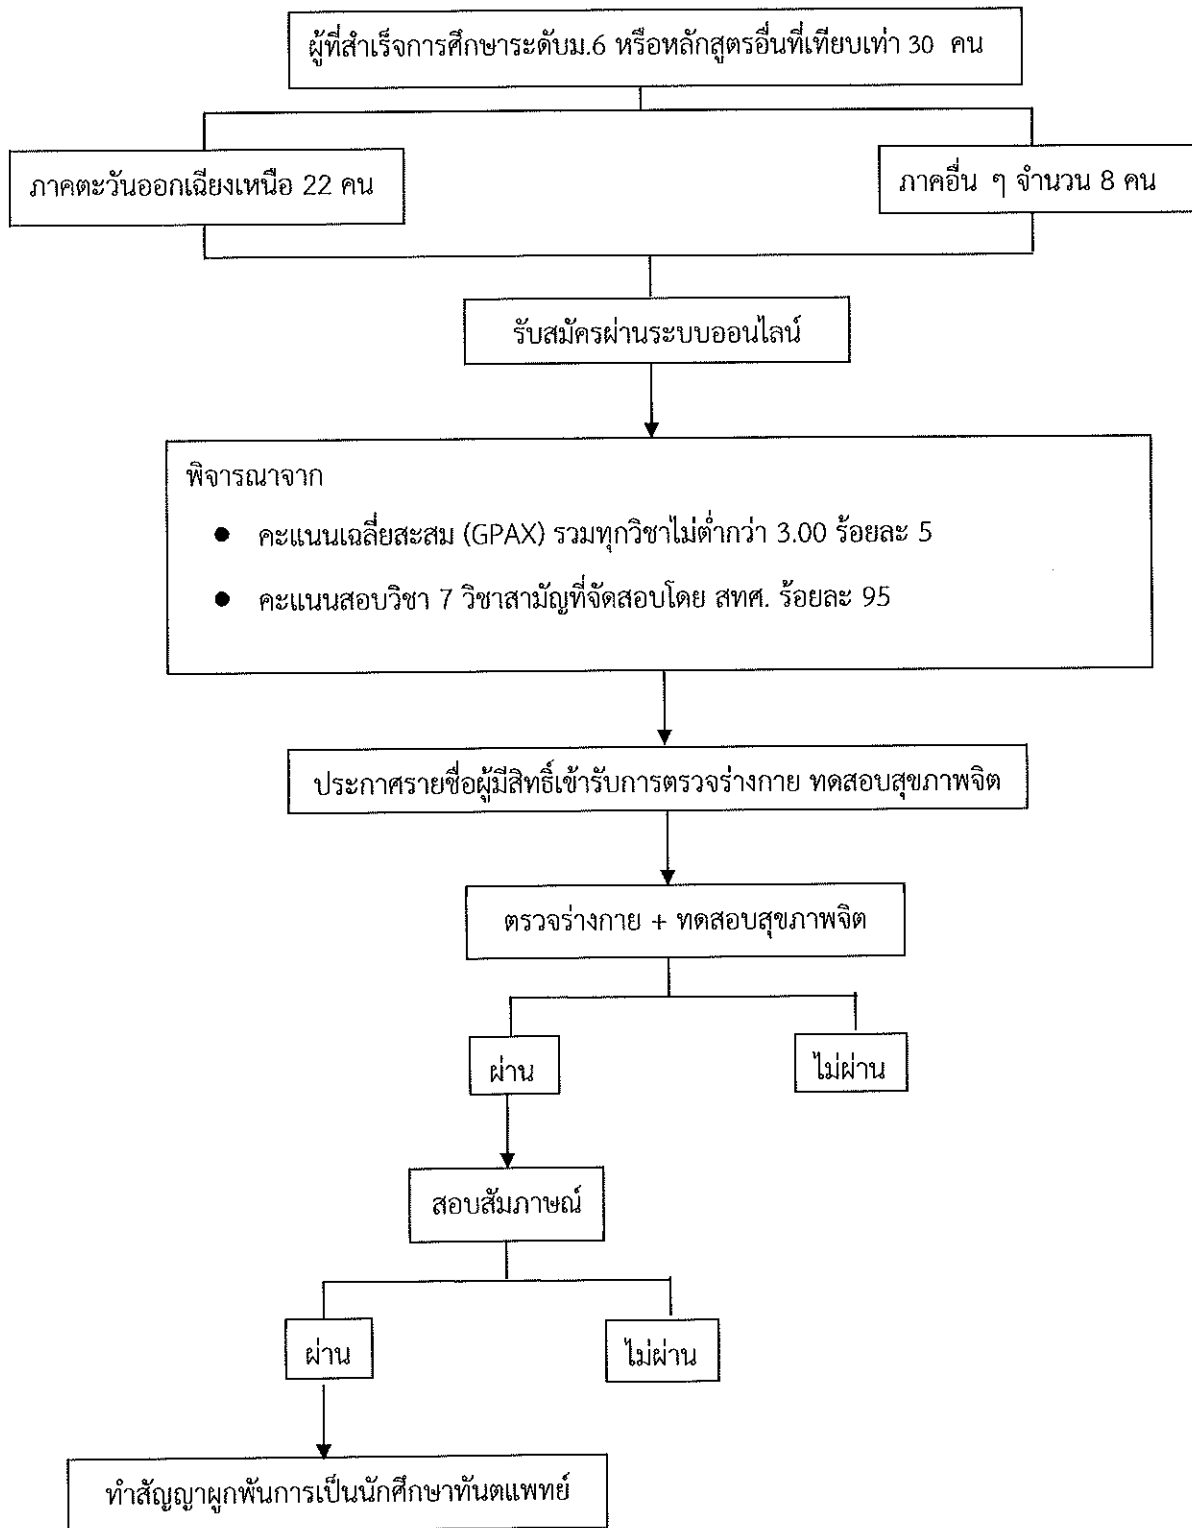 ผู้ที่สำเร็จการศึกษาระดับม.6 หรือหลักสูตรอื่นที่เทียบเท่า 30 คน
ภาคตะวันออกเฉียงเหนือ 22 คน
ภาคอื่น ๆ จำนวน 8 คน
รับสมัครผ่านระบบออนไลน์
พิจารณาจาก
● คะแนนเฉลี่ยสะสม (GPAX) รวมทุกวิชาไม่ต่ำกว่า 3.00 ร้อยละ 5
● คะแนนสอบวิชา 7 วิชาสามัญที่จัดสอบโดย สทศ. ร้อยละ 95
ประกาศรายชื่อผู้มีสิทธิ์เข้ารับการตรวจร่างกาย ทดสอบสุขภาพจิต
ตรวจร่างกาย + ทดสอบสุขภาพจิต
ผ่าน
ไม่ผ่าน
สอบสัมภาษณ์
ผ่าน
ไม่ผ่าน
ทำสัญญาผูกพันการเป็นนักศึกษาทันตแพทย์